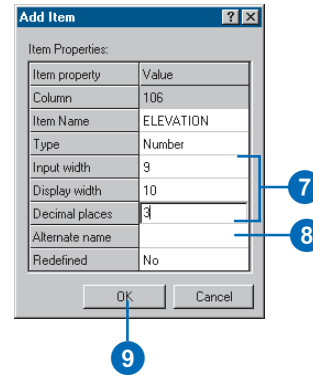 Add Item
Item Properties:
Item property Value
Column 106
Item Name ELEVATION
Type Number
Input width 9
Display width 10
Decimal places 3
Alternate name
Redefined No
OK Cancel
7
8
9